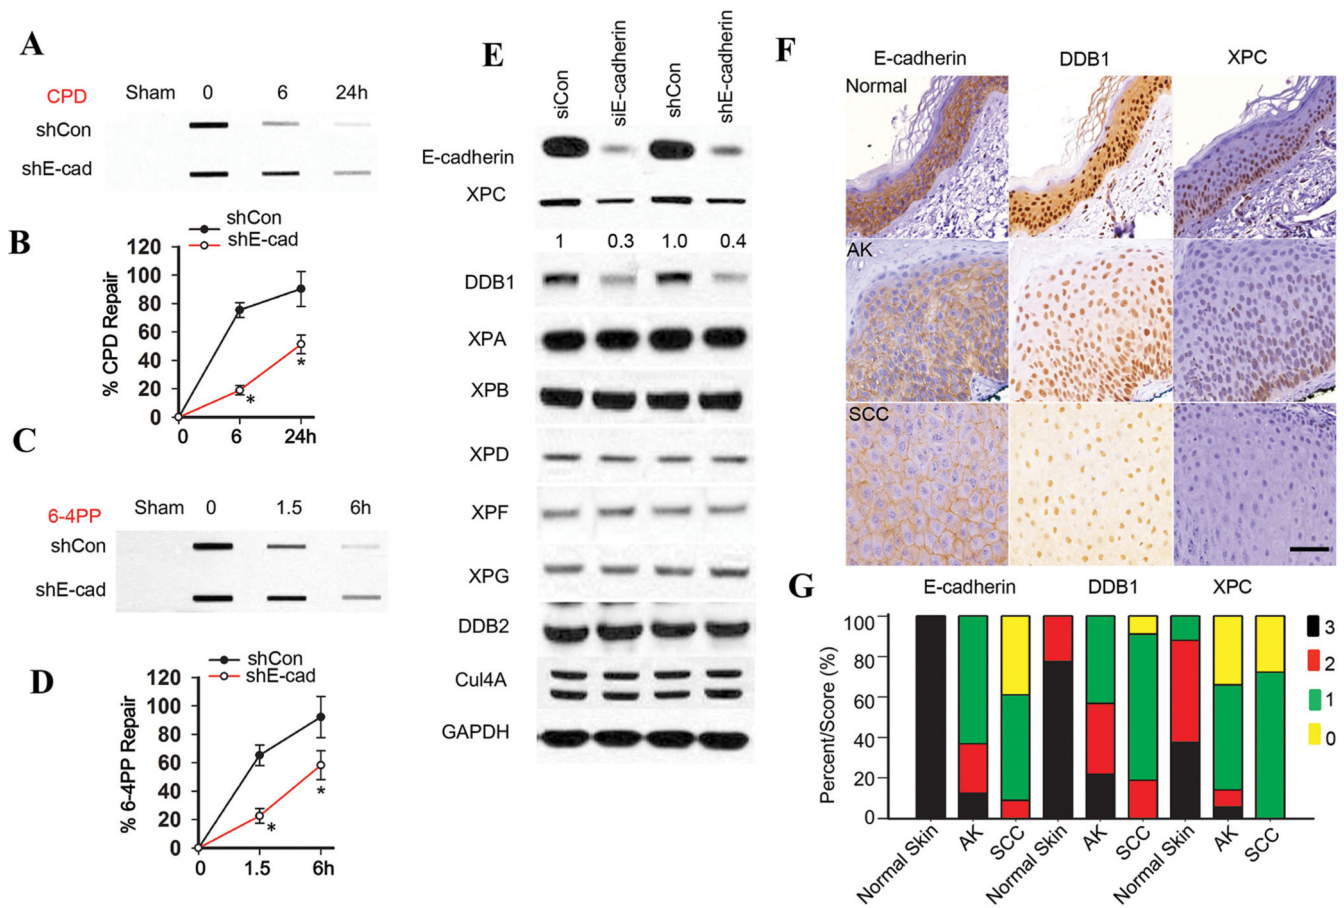 A
CPD Sham 0 6 24h
shCon
shE-cad
B
shCon
shE-cad
120
100
80
60
40
20
0
% CPD Repair
0 6 24h
*
*
C
6-4PP Sham 0 1.5 6h
shCon
shE-cad
D
shCon
shE-cad
120
100
80
60
40
20
0
% 6-4PP Repair
0 1.5 6h
*
*
E
siCon siE-cadherin shCon shE-cadherin
E-cadherin
XPC
1 0.3 1.0 0.4
DDB1
XPA
XPB
XPD
XPF
XPG
DDB2
Cul4A
GAPDH
F
E-cadherin DDB1 XPC
Normal
AK
SCC
G
E-cadherin DDB1 XPC
100
80
60
40
20
0
Percent/Score (%)
Normal Skin AK SCC Normal Skin AK SCC Normal Skin AK SCC
3
2
1
0